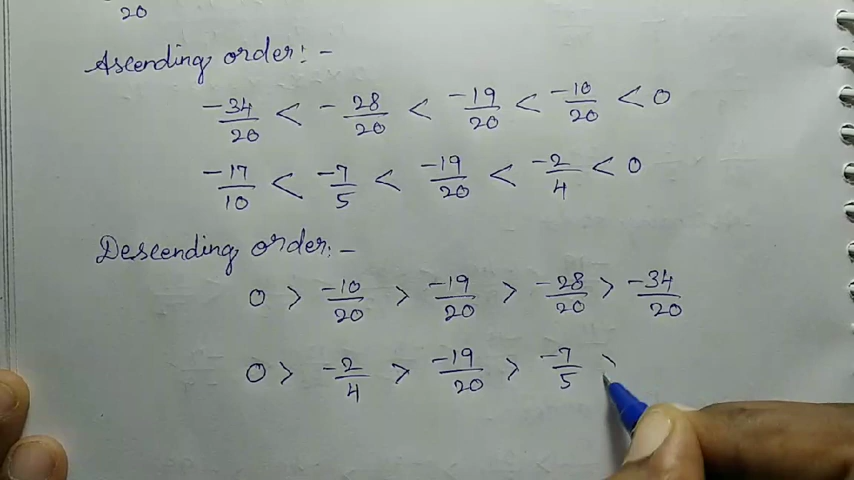 20
Ascending order:-
-34/20 < -28/20 < -19/20 < -10/20 < 0
-17/10 < -7/5 < -19/20 < -2/4 < 0
Descending order:-
0 > -10/20 > -19/20 > -28/20 > -34/20
0 > -2/4 > -19/20 > -7/5 >